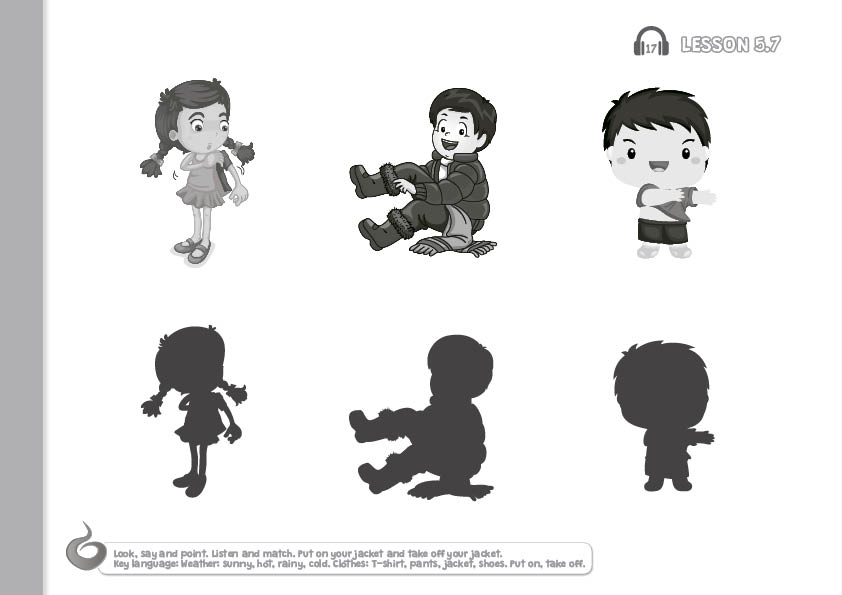 17 LESSON 5.7
Look, say and point. Listen and match. Put on your jacket and take off your jacket.
Key language: Weather: sunny, hot, rainy, cold. Clothes: T-shirt, pants, jacket, shoes. Put on, take off.